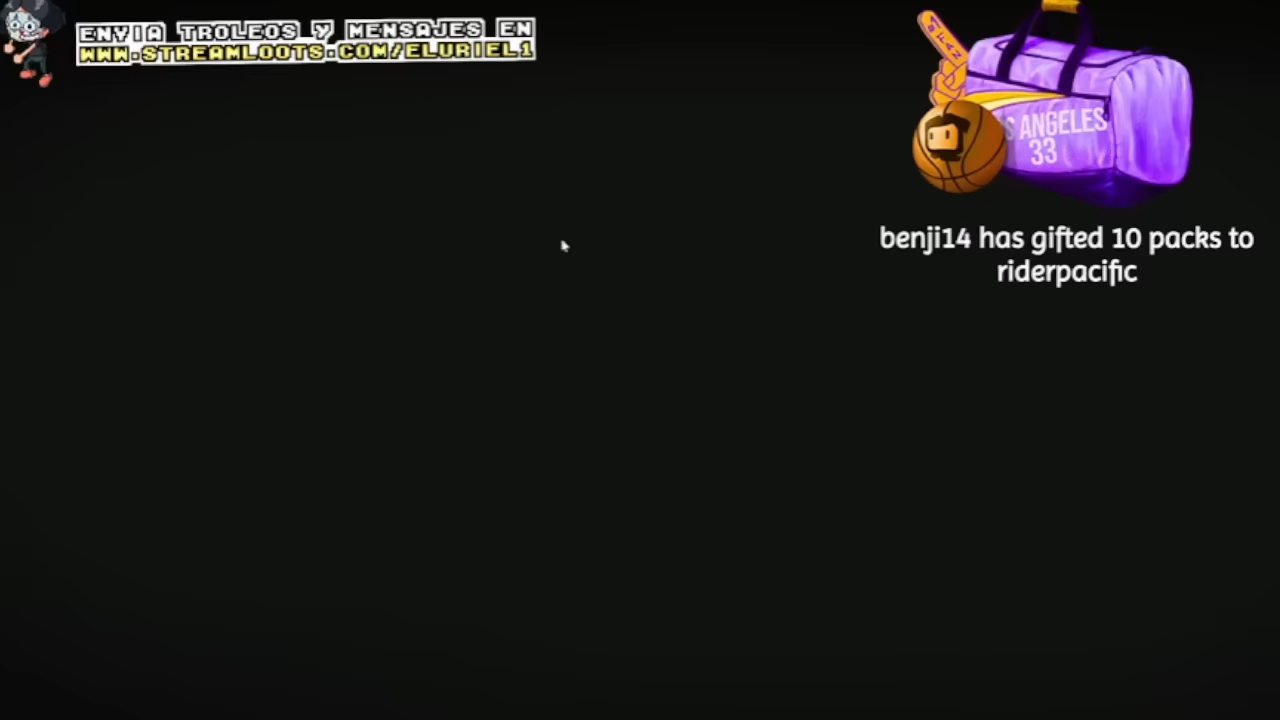 ENVIA TROLEOS Y MENSAJES EN
WWW.STREAMLOOTS.COM/ELURIEL1
ANGELES
33
benji14 has gifted 10 packs to
riderpacific